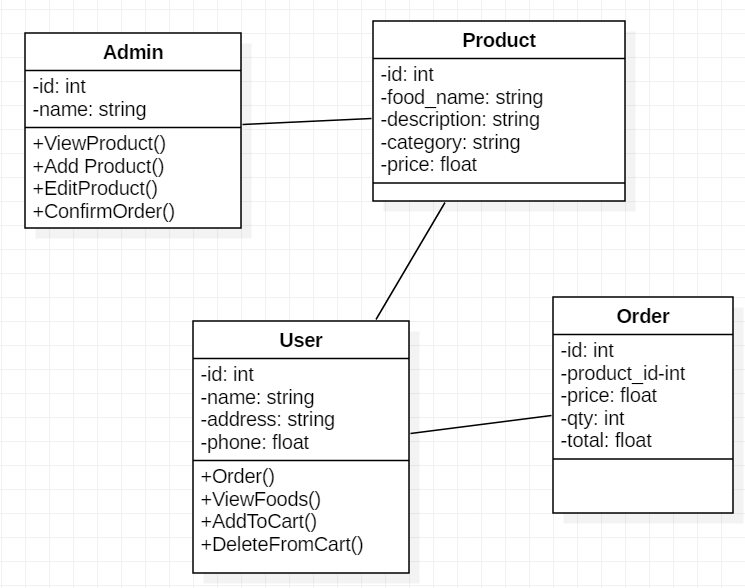 Admin
-id: int
-name: string
+ViewProduct()
+Add Product()
+EditProduct()
+ConfirmOrder()
Product
-id: int
-food_name: string
-description: string
-category: string
-price: float
User
-id: int
-name: string
-address: string
-phone: float
+Order()
+ViewFoods()
+AddToCart()
+DeleteFromCart()
Order
-id: int
-product_id-int
-price: float
-qty: int
-total: float